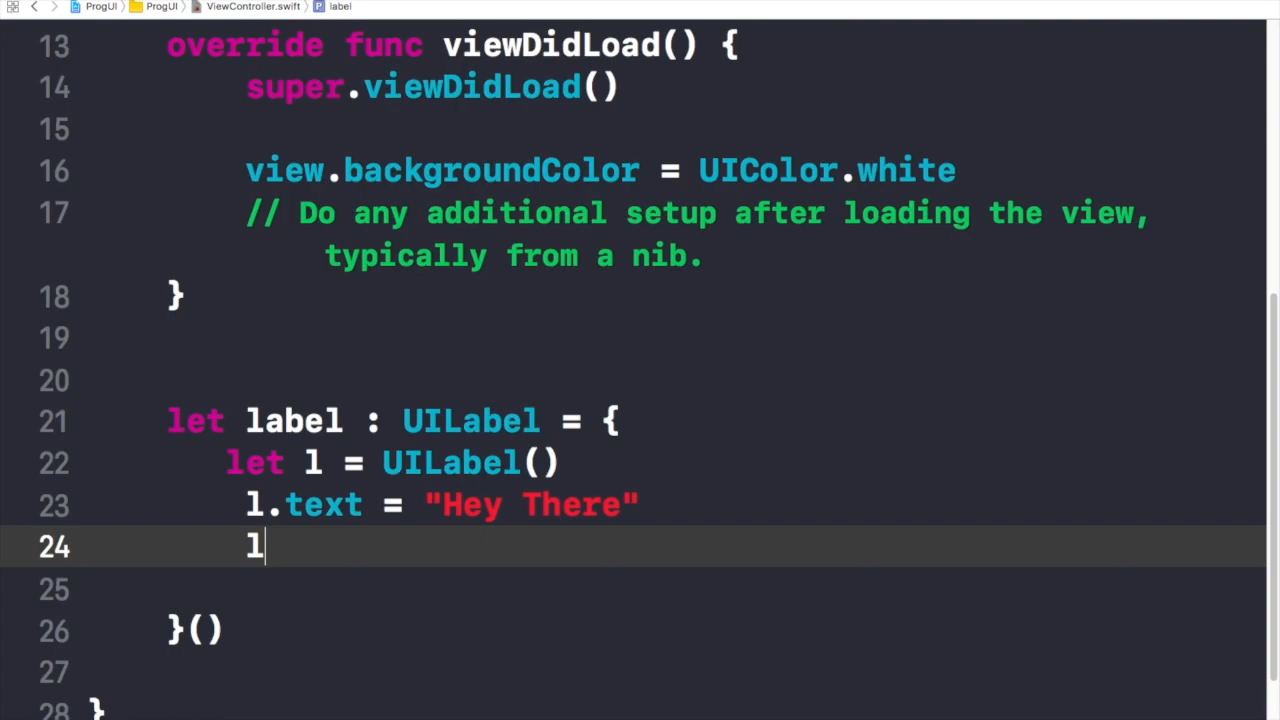 ProgUI > ProgUI > ViewController.swift > P label
13 override func viewDidLoad() {
14 super.viewDidLoad()
15
16 view.backgroundColor = UIColor.white
17 // Do any additional setup after loading the view,
typically from a nib.
18 }
19
20
21 let label : UILabel = {
22 let l = UILabel()
23 l.text = "Hey There"
24 l
25
26 }()
27
28 }